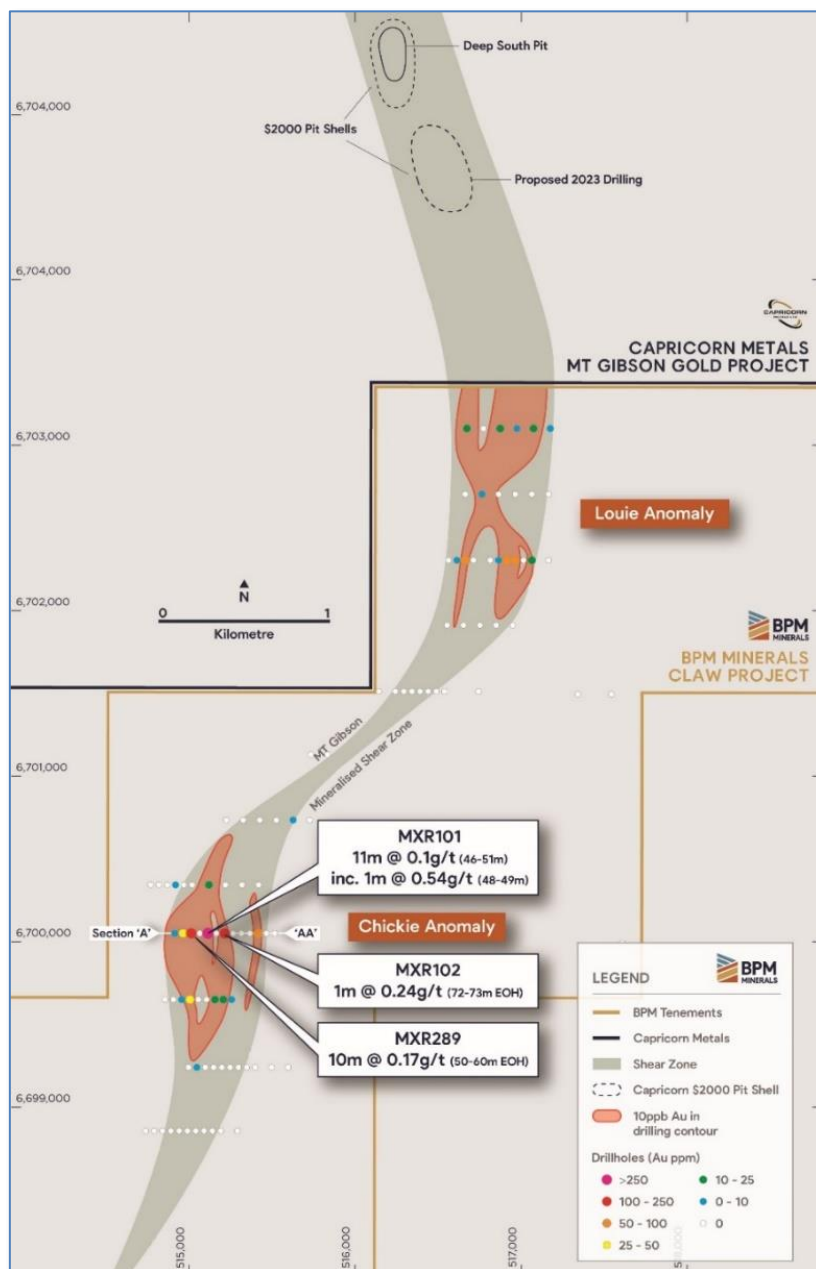 Deep South Pit
6,704,000
$2000 Pit Shells
Proposed 2023 Drilling
6,704,000
CAPRICORN
CAPRICORN METALS
MT GIBSON GOLD PROJECT
6,703,000
Louie Anomaly
6,702,000
N
0 1
Kilometre
BPM
MINERALS
BPM MINERALS
CLAW PROJECT
MT GIBSON
Mineralised Shear Zone
6,701,000
MXR101
11m @ 0.1g/t (46-51m)
inc. 1m @ 0.54g/t (48-49m)
6,700,000
Section 'A'
'AA'
Chickie Anomaly
MXR102
1m @ 0.24g/t (72-73m EOH)
MXR289
10m @ 0.17g/t (50-60m EOH)
6,699,000
LEGEND
BPM
MINERALS
BPM Tenements
Capricorn Metals
Shear Zone
Capricorn $2000 Pit Shell
10ppb Au in
drilling contour
Drillholes (Au ppm)
>250 10 - 25
100 - 250 0 - 10
50 - 100 0
25 - 50
515,000
516,000
517,000